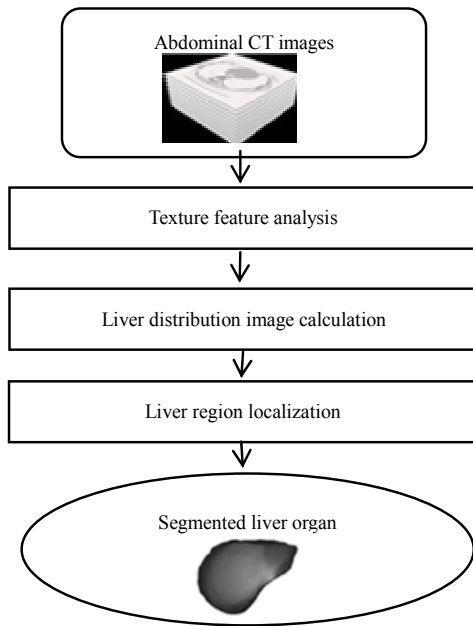 Abdominal CT images
Texture feature analysis
Liver distribution image calculation
Liver region localization
Segmented liver organ